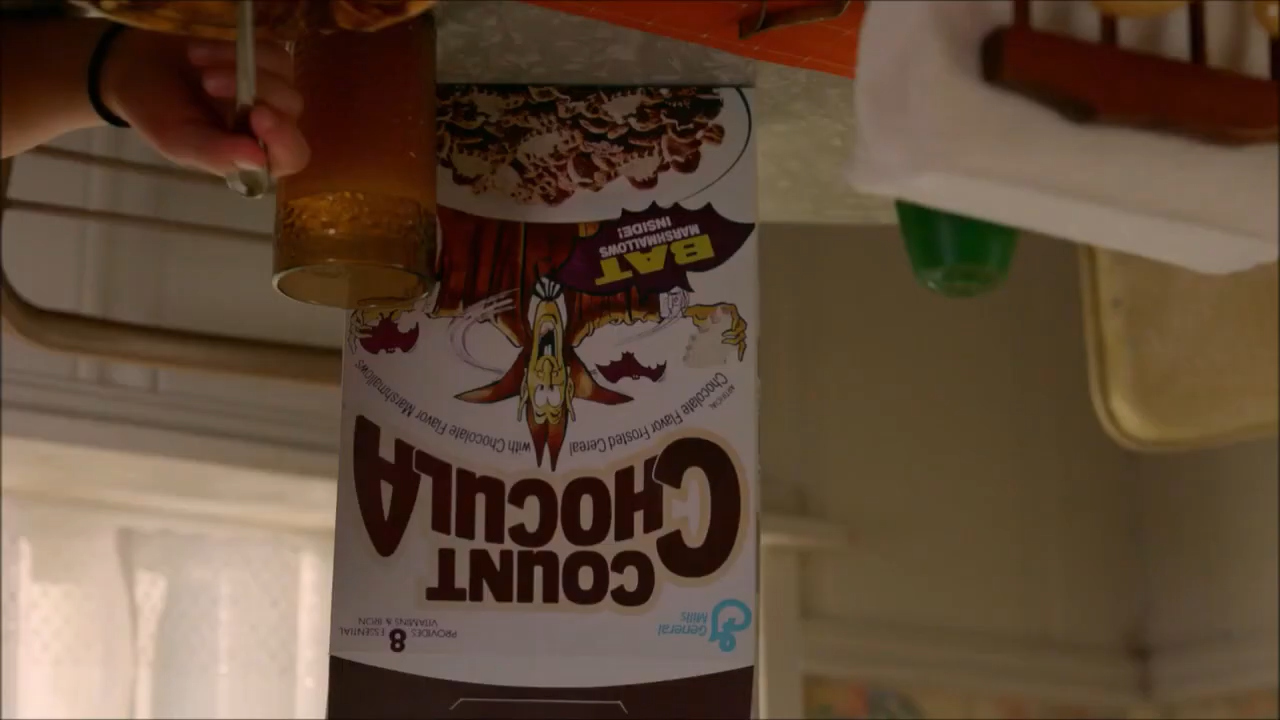 General
Mills
PROVIDES 8 ESSENTIAL
VITAMINS & IRON
COUNT
CHOCULA
ARTIFICIAL
Chocolate Flavor Frosted Cereal with Chocolate Flavor Marshmallows
BAT
MARSHMALLOWS
INSIDE!